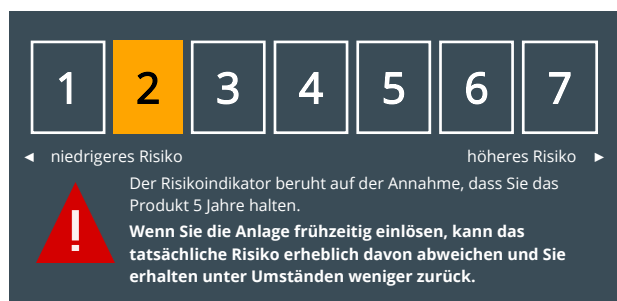 1 2 3 4 5 6 7
◄ niedrigeres Risiko höheres Risiko ►
Der Risikoindikator beruht auf der Annahme, dass Sie das
Produkt 5 Jahre halten.
!
Wenn Sie die Anlage frühzeitig einlösen, kann das
tatsächliche Risiko erheblich davon abweichen und Sie
erhalten unter Umständen weniger zurück.